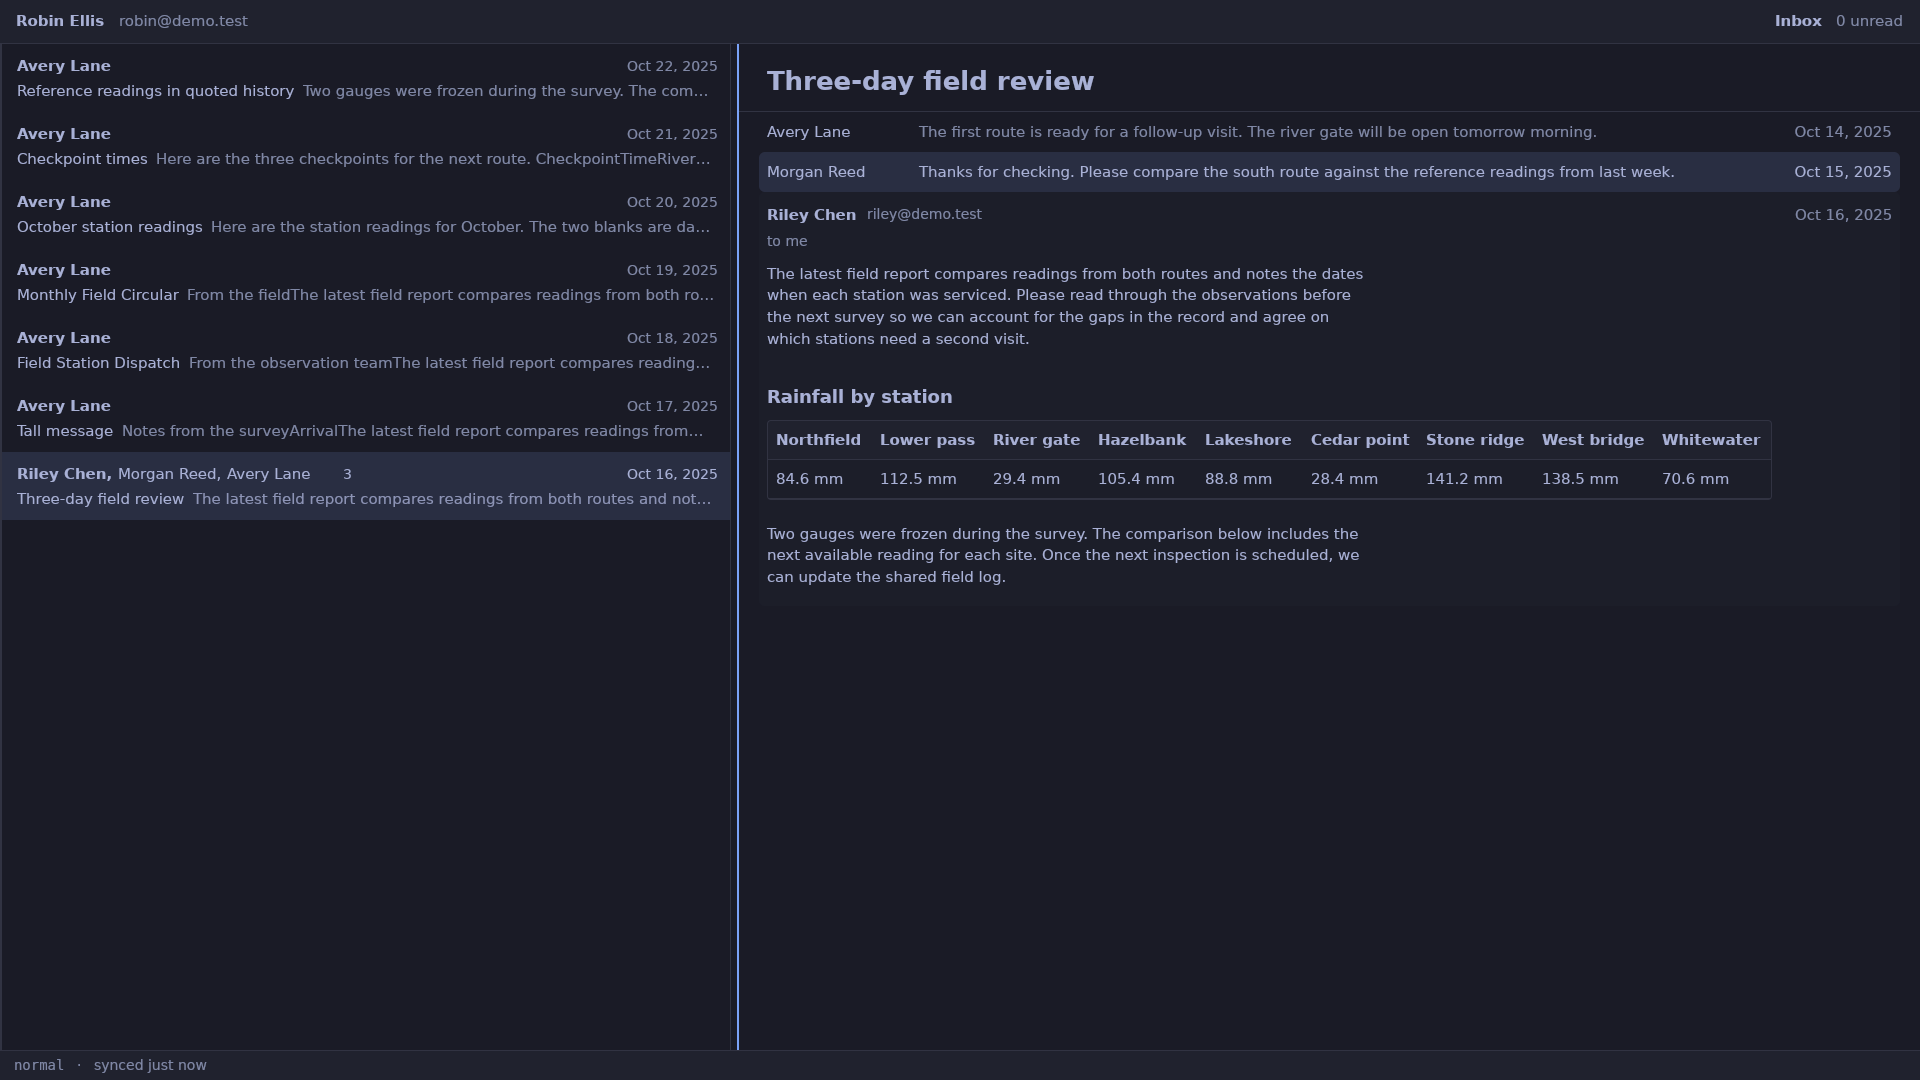 Robin Ellis robin@demo.test
Inbox 0 unread
Avery Lane Oct 22, 2025
Reference readings in quoted history Two gauges were frozen during the survey. The com…
Avery Lane Oct 21, 2025
Checkpoint times Here are the three checkpoints for the next route. CheckpointTimeRiver…
Avery Lane Oct 20, 2025
October station readings Here are the station readings for October. The two blanks are da…
Avery Lane Oct 19, 2025
Monthly Field Circular From the fieldThe latest field report compares readings from both ro…
Avery Lane Oct 18, 2025
Field Station Dispatch From the observation teamThe latest field report compares reading…
Avery Lane Oct 17, 2025
Tall message Notes from the surveyArrivalThe latest field report compares readings from…
Riley Chen, Morgan Reed, Avery Lane 3 Oct 16, 2025
Three-day field review The latest field report compares readings from both routes and not…
Three-day field review
Avery Lane The first route is ready for a follow-up visit. The river gate will be open tomorrow morning. Oct 14, 2025
Morgan Reed Thanks for checking. Please compare the south route against the reference readings from last week. Oct 15, 2025
Riley Chen riley@demo.test Oct 16, 2025
to me
The latest field report compares readings from both routes and notes the dates
when each station was serviced. Please read through the observations before
the next survey so we can account for the gaps in the record and agree on
which stations need a second visit.
Rainfall by station
Northfield Lower pass River gate Hazelbank Lakeshore Cedar point Stone ridge West bridge Whitewater
84.6 mm 112.5 mm 29.4 mm 105.4 mm 88.8 mm 28.4 mm 141.2 mm 138.5 mm 70.6 mm
Two gauges were frozen during the survey. The comparison below includes the
next available reading for each site. Once the next inspection is scheduled, we
can update the shared field log.
normal · synced just now